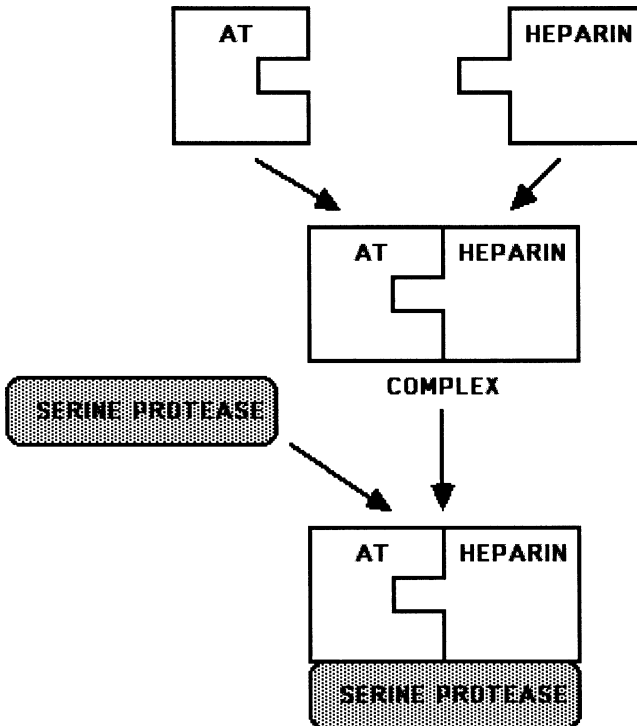 AT HEPARIN
AT HEPARIN
COMPLEX
SERINE PROTEASE
AT HEPARIN
SERINE PROTEASE